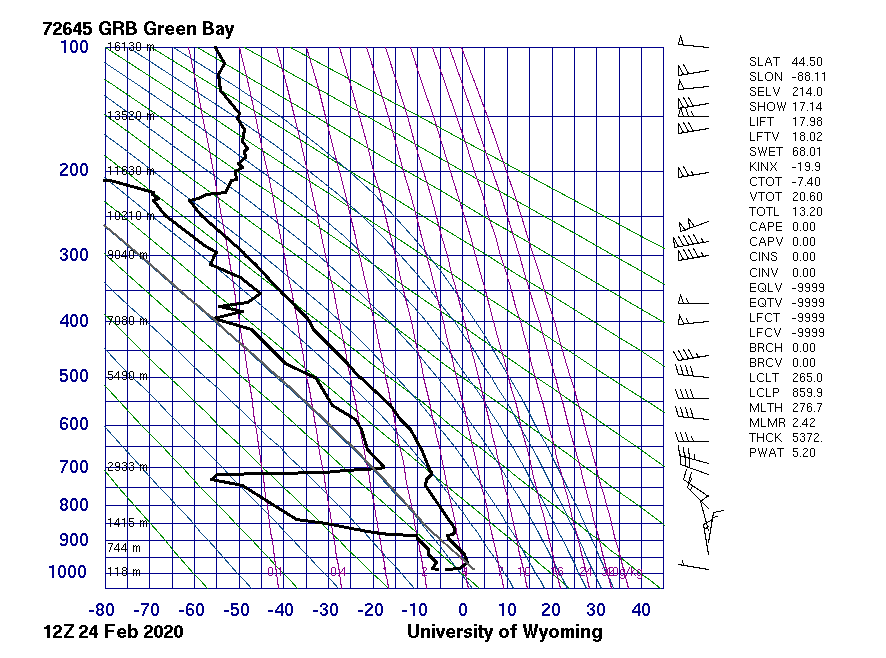 72645 GRB Green Bay
100
16130 m
13520 m
200
11630 m
10210 m
300
9040 m
400
7080 m
500
5490 m
600
700
2933 m
800
1415 m
900
744 m
1000
118 m
0.1
-80 -70 -60 -50 -40 -30 -20 -10 0 10 20 30 40
12Z 24 Feb 2020
University of Wyoming
SLAT 44.50
SLON -88.11
SELV 214.0
SHOW 17.14
LIFT 17.98
LFTV 18.02
SWET 68.01
KINX -19.9
CTOT -7.40
VTOT 20.60
TOTL 13.20
CAPE 0.00
CAPV 0.00
CINS 0.00
CINV 0.00
EQLV -9999
EQTV -9999
LFCT -9999
LFCV -9999
BRCH 0.00
BRCV 0.00
LCLT 265.0
LCLP 859.9
MLTH 276.7
MLMR 2.42
THCK 5372.
PWAT 5.20